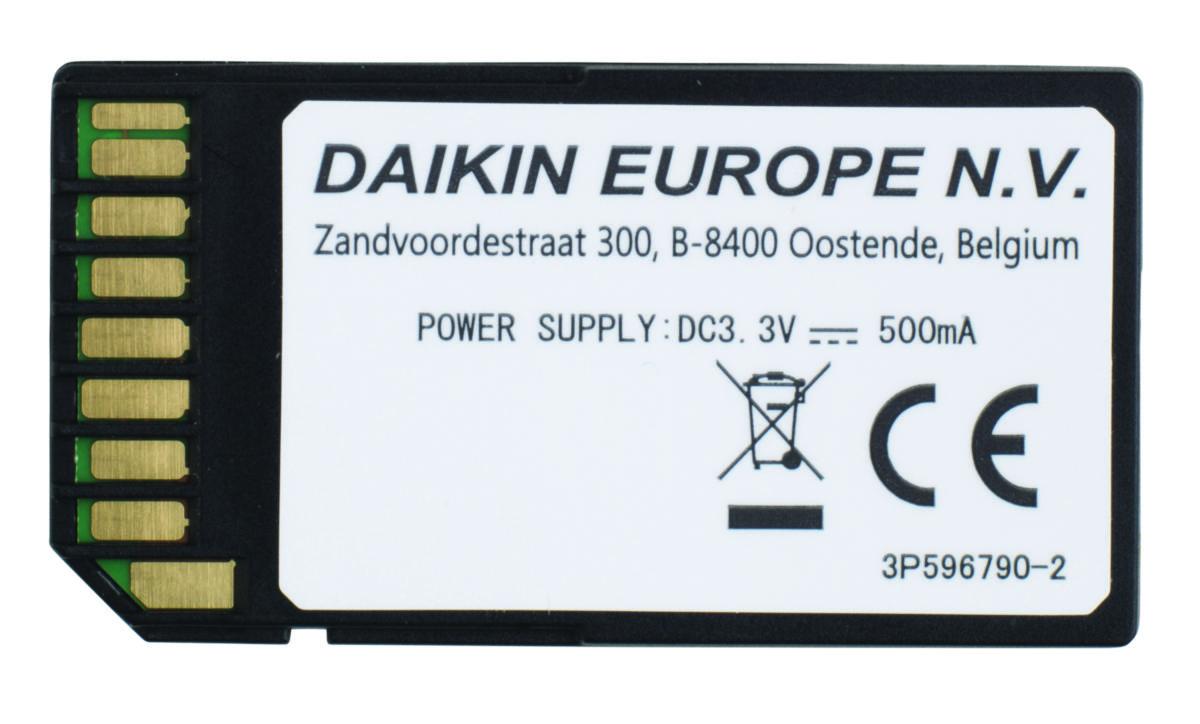 DAIKIN EUROPE N.V.
Zandvoordestraat 300, B-8400 Oostende, Belgium
POWER SUPPLY:DC3.3V ⎓ 500mA
CE
3P596790-2